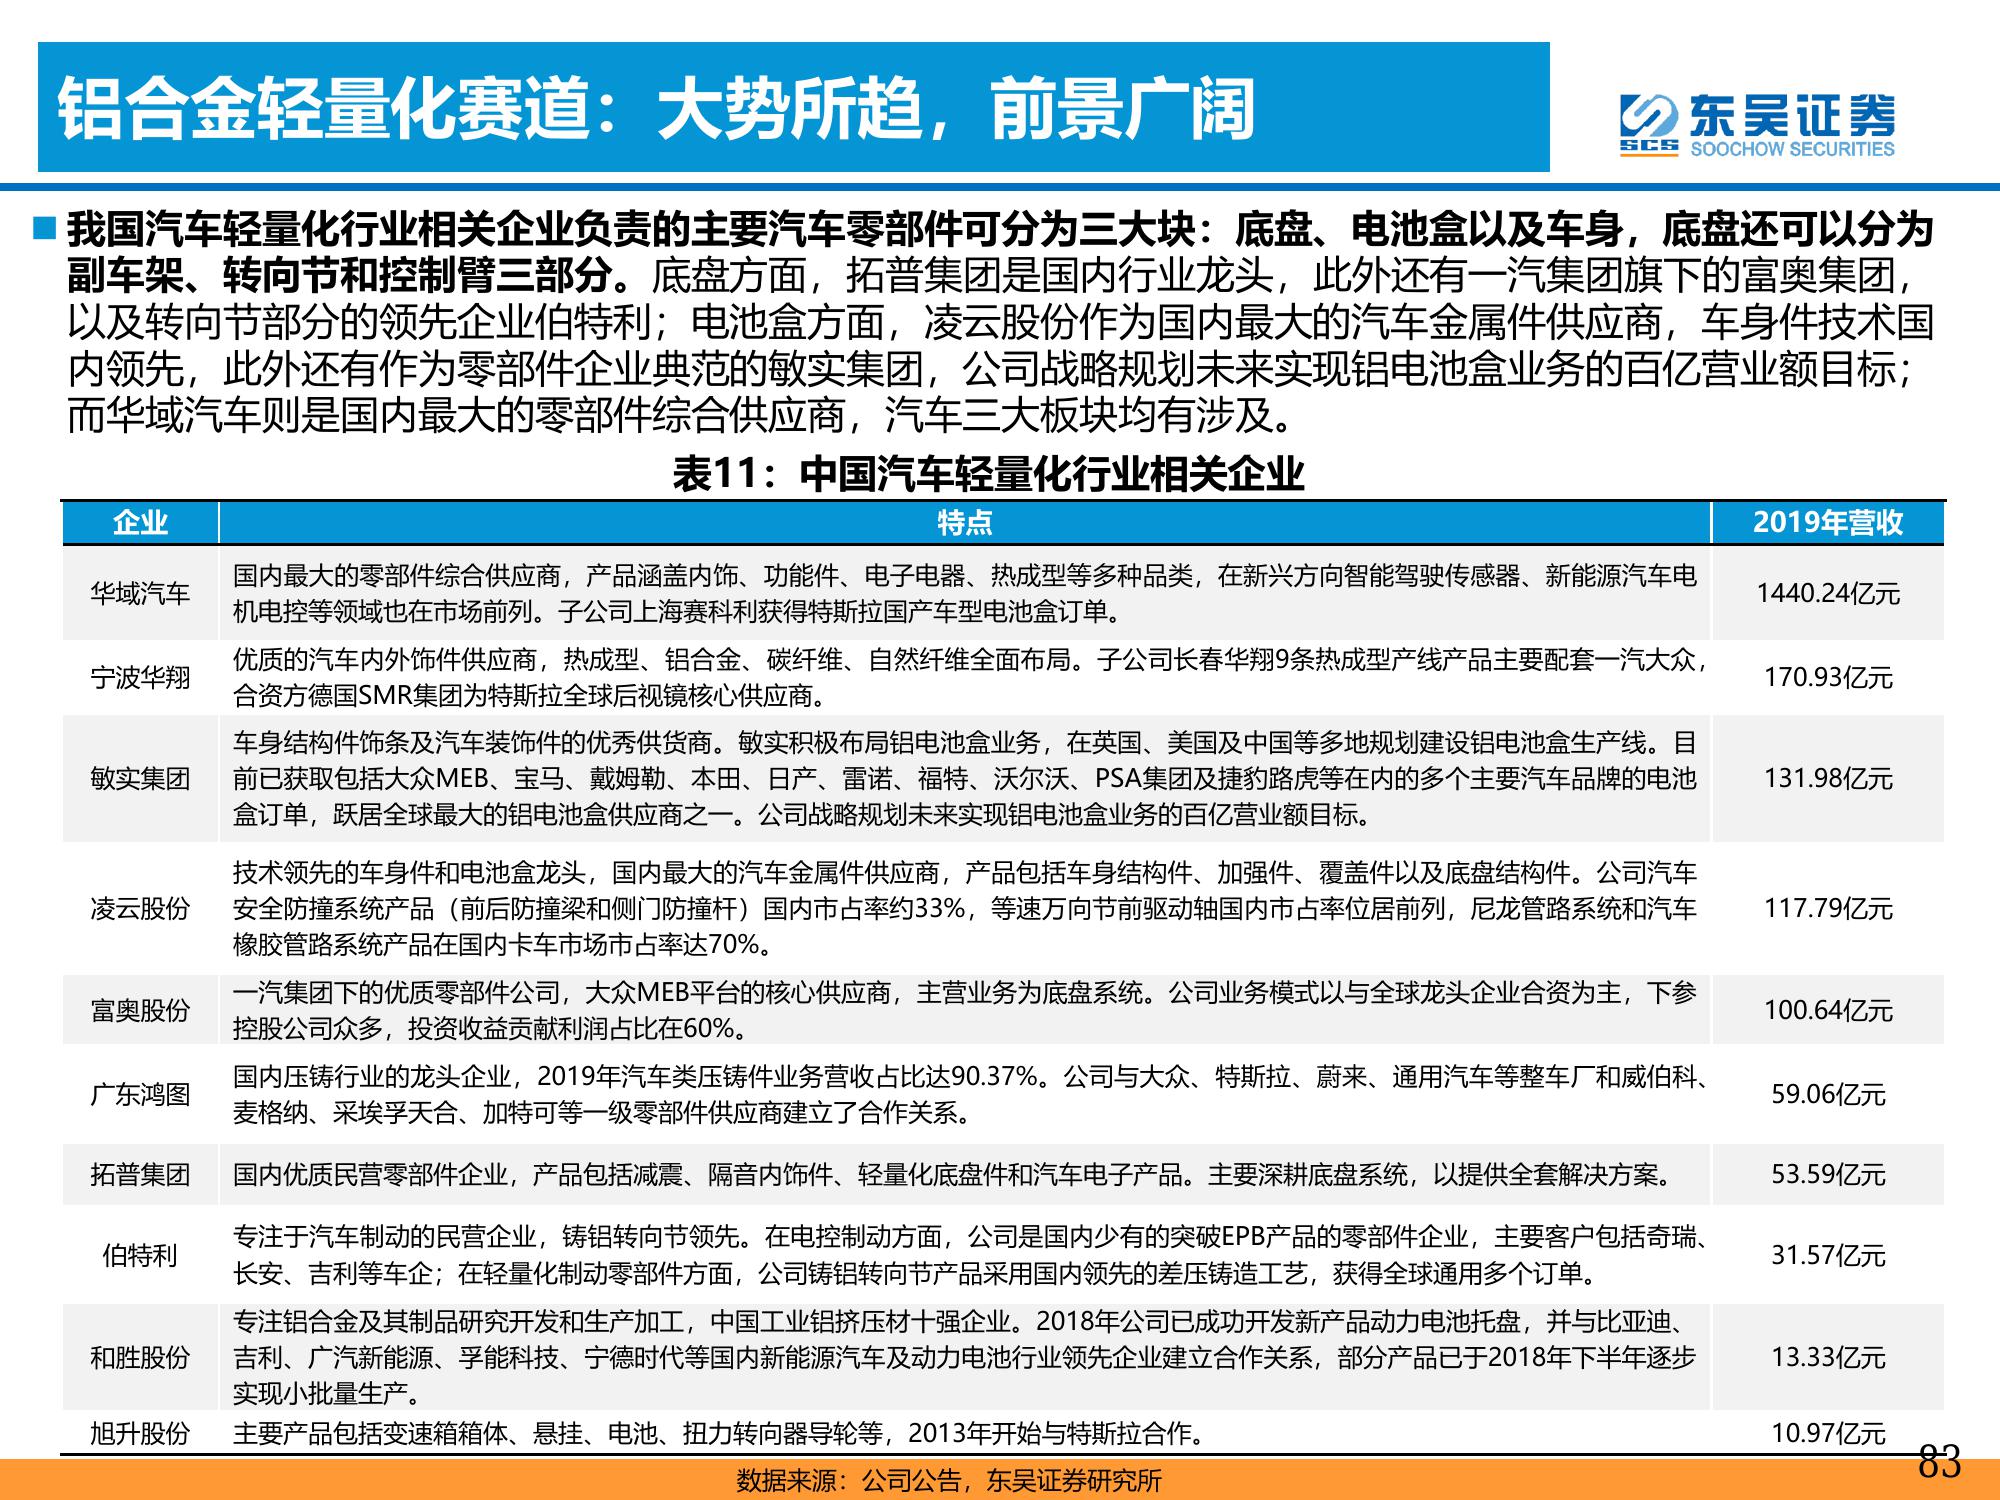 铝合金轻量化赛道：大势所趋，前景广阔
东吴证券
SCS
SOOCHOW SECURITIES
我国汽车轻量化行业相关企业负责的主要汽车零部件可分为三大块：底盘、电池盒以及车身，底盘还可以分为
副车架、转向节和控制臂三部分。底盘方面，拓普集团是国内行业龙头，此外还有一汽集团旗下的富奥集团，
以及转向节部分的领先企业伯特利；电池盒方面，凌云股份作为国内最大的汽车金属件供应商，车身件技术国
内领先，此外还有作为零部件企业典范的敏实集团，公司战略规划未来实现铝电池盒业务的百亿营业额目标；
而华域汽车则是国内最大的零部件综合供应商，汽车三大板块均有涉及。
表11：中国汽车轻量化行业相关企业
企业 特点 2019年营收
华域汽车 国内最大的零部件综合供应商，产品涵盖内饰、功能件、电子电器、热成型等多种品类，在新兴方向智能驾驶传感器、新能源汽车电 1440.24亿元
机电控等领域也在市场前列。子公司上海赛科利获得特斯拉国产车型电池盒订单。
宁波华翔 优质的汽车内外饰件供应商，热成型、铝合金、碳纤维、自然纤维全面布局。子公司长春华翔9条热成型产线产品主要配套一汽大众， 170.93亿元
合资方德国SMR集团为特斯拉全球后视镜核心供应商。
敏实集团 车身结构件饰条及汽车装饰件的优秀供货商。敏实积极布局铝电池盒业务，在英国、美国及中国等多地规划建设铝电池盒生产线。目 131.98亿元
前已获取包括大众MEB、宝马、戴姆勒、本田、日产、雷诺、福特、沃尔沃、PSA集团及捷豹路虎等在内的多个主要汽车品牌的电池
盒订单，跃居全球最大的铝电池盒供应商之一。公司战略规划未来实现铝电池盒业务的百亿营业额目标。
凌云股份 技术领先的车身件和电池盒龙头，国内最大的汽车金属件供应商，产品包括车身结构件、加强件、覆盖件以及底盘结构件。公司汽车 117.79亿元
安全防撞系统产品（前后防撞梁和侧门防撞杆）国内市占率约33%，等速万向节前驱动轴国内市占率位居前列，尼龙管路系统和汽车
橡胶管路系统产品在国内卡车市场市占率达70%。
富奥股份 一汽集团下的优质零部件公司，大众MEB平台的核心供应商，主营业务为底盘系统。公司业务模式以与全球龙头企业合资为主，下参 100.64亿元
控股公司众多，投资收益贡献利润占比在60%。
广东鸿图 国内压铸行业的龙头企业，2019年汽车类压铸件业务营收占比达90.37%。公司与大众、特斯拉、蔚来、通用汽车等整车厂和威伯科、 59.06亿元
麦格纳、采埃孚天合、加特可等一级零部件供应商建立了合作关系。
拓普集团 国内优质民营零部件企业，产品包括减震、隔音内饰件、轻量化底盘件和汽车电子产品。主要深耕底盘系统，以提供全套解决方案。 53.59亿元
伯特利 专注于汽车制动的民营企业，铸铝转向节领先。在电控制动方面，公司是国内少有的突破EPB产品的零部件企业，主要客户包括奇瑞、 31.57亿元
长安、吉利等车企；在轻量化制动零部件方面，公司铸铝转向节产品采用国内领先的差压铸造工艺，获得全球通用多个订单。
和胜股份 专注铝合金及其制品研究开发和生产加工，中国工业铝挤压材十强企业。2018年公司已成功开发新产品动力电池托盘，并与比亚迪、 13.33亿元
吉利、广汽新能源、孚能科技、宁德时代等国内新能源汽车及动力电池行业领先企业建立合作关系，部分产品已于2018年下半年逐步
实现小批量生产。
旭升股份 主要产品包括变速箱箱体、悬挂、电池、扭力转向器导轮等，2013年开始与特斯拉合作。 10.97亿元
数据来源：公司公告，东吴证券研究所
83